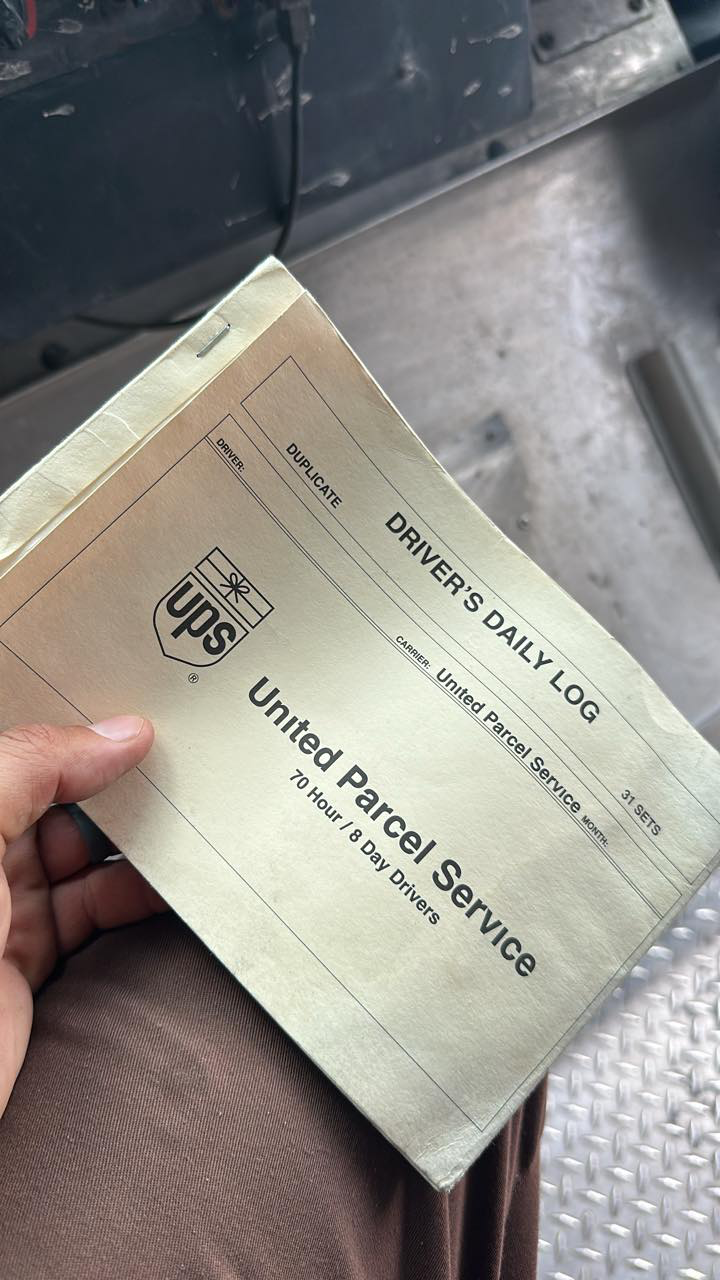 DRIVER'S DAILY LOG
DUPLICATE 31 SETS
DRIVER: CARRIER: United Parcel Service MONTH:
ups
®
United Parcel Service
70 Hour / 8 Day Drivers